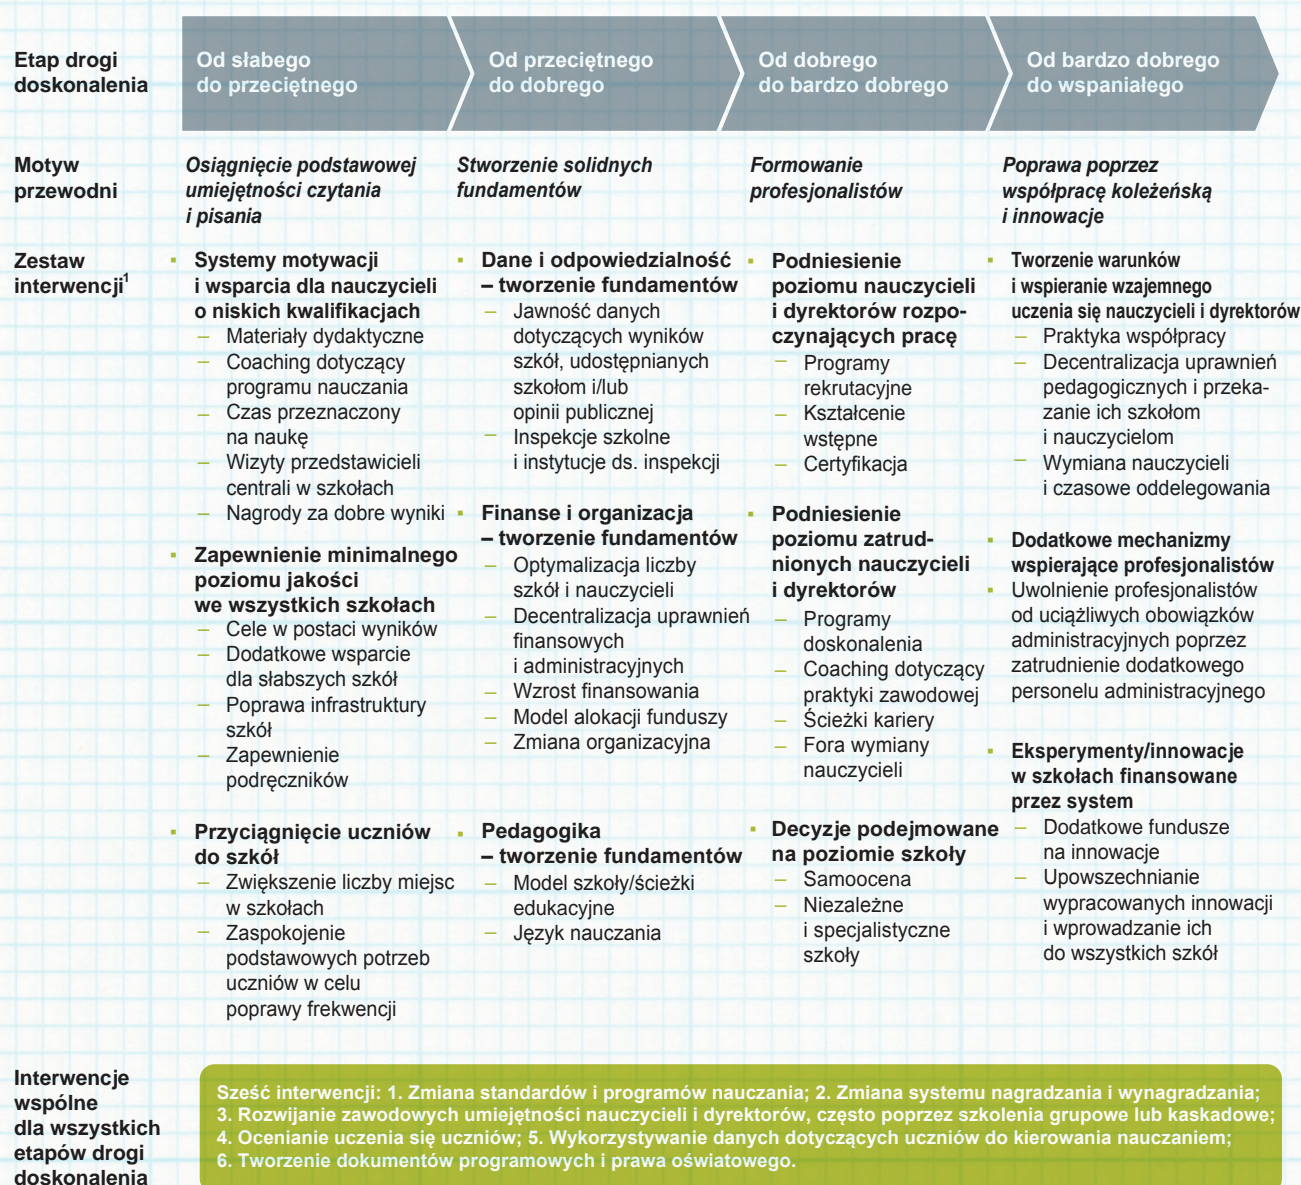 Etap drogi
doskonalenia
Od słabego
do przeciętnego
Od przeciętnego
do dobrego
Od dobrego
do bardzo dobrego
Od bardzo dobrego
do wspaniałego
Motyw
przewodni
Osiągnięcie podstawowej
umiejętności czytania
i pisania
Stworzenie solidnych
fundamentów
Formowanie
profesjonalistów
Poprawa poprzez
współpracę koleżeńską
i innowacje
Zestaw
interwencji¹
▪ Systemy motywacji
i wsparcia dla nauczycieli
o niskich kwalifikacjach
– Materiały dydaktyczne
– Coaching dotyczący
programu nauczania
– Czas przeznaczony
na naukę
– Wizyty przedstawicieli
centrali w szkołach
– Nagrody za dobre wyniki
▪ Zapewnienie minimalnego
poziomu jakości
we wszystkich szkołach
– Cele w postaci wyników
– Dodatkowe wsparcie
dla słabszych szkół
– Poprawa infrastruktury
szkół
– Zapewnienie
podręczników
▪ Przyciągnięcie uczniów
do szkół
– Zwiększenie liczby miejsc
w szkołach
– Zaspokojenie
podstawowych potrzeb
uczniów w celu
poprawy frekwencji
▪ Dane i odpowiedzialność
– tworzenie fundamentów
– Jawność danych
dotyczących wyników
szkół, udostępnianych
szkołom i/lub
opinii publicznej
– Inspekcje szkolne
i instytucje ds. inspekcji
▪ Finanse i organizacja
– tworzenie fundamentów
– Optymalizacja liczby
szkół i nauczycieli
– Decentralizacja uprawnień
finansowych
i administracyjnych
– Wzrost finansowania
– Model alokacji funduszy
– Zmiana organizacyjna
▪ Pedagogika
– tworzenie fundamentów
– Model szkoły/ścieżki
edukacyjne
– Język nauczania
▪ Podniesienie
poziomu nauczycieli
i dyrektorów rozpo-
czynających pracę
– Programy
rekrutacyjne
– Kształcenie
wstępne
– Certyfikacja
▪ Podniesienie
poziomu zatrud-
nionych nauczycieli
i dyrektorów
– Programy
doskonalenia
– Coaching dotyczący
praktyki zawodowej
– Ścieżki kariery
– Fora wymiany
nauczycieli
▪ Decyzje podejmowane
na poziomie szkoły
– Samoocena
– Niezależne
i specjalistyczne
szkoły
▪ Tworzenie warunków
i wspieranie wzajemnego
uczenia się nauczycieli i dyrektorów
– Praktyka współpracy
– Decentralizacja uprawnień
pedagogicznych i przeka-
zanie ich szkołom
i nauczycielom
– Wymiana nauczycieli
i czasowe oddelegowania
▪ Dodatkowe mechanizmy
wspierające profesjonalistów
▪ Uwolnienie profesjonalistów
od uciążliwych obowiązków
administracyjnych poprzez
zatrudnienie dodatkowego
personelu administracyjnego
▪ Eksperymenty/innowacje
w szkołach finansowane
przez system
– Dodatkowe fundusze
na innowacje
– Upowszechnianie
wypracowanych innowacji
i wprowadzanie ich
do wszystkich szkół
Interwencje
wspólne
dla wszystkich
etapów drogi
doskonalenia
Sześć interwencji: 1. Zmiana standardów i programów nauczania; 2. Zmiana systemu nagradzania i wynagradzania;
3. Rozwijanie zawodowych umiejętności nauczycieli i dyrektorów, często poprzez szkolenia grupowe lub kaskadowe;
4. Ocenianie uczenia się uczniów; 5. Wykorzystywanie danych dotyczących uczniów do kierowania nauczaniem;
6. Tworzenie dokumentów programowych i prawa oświatowego.